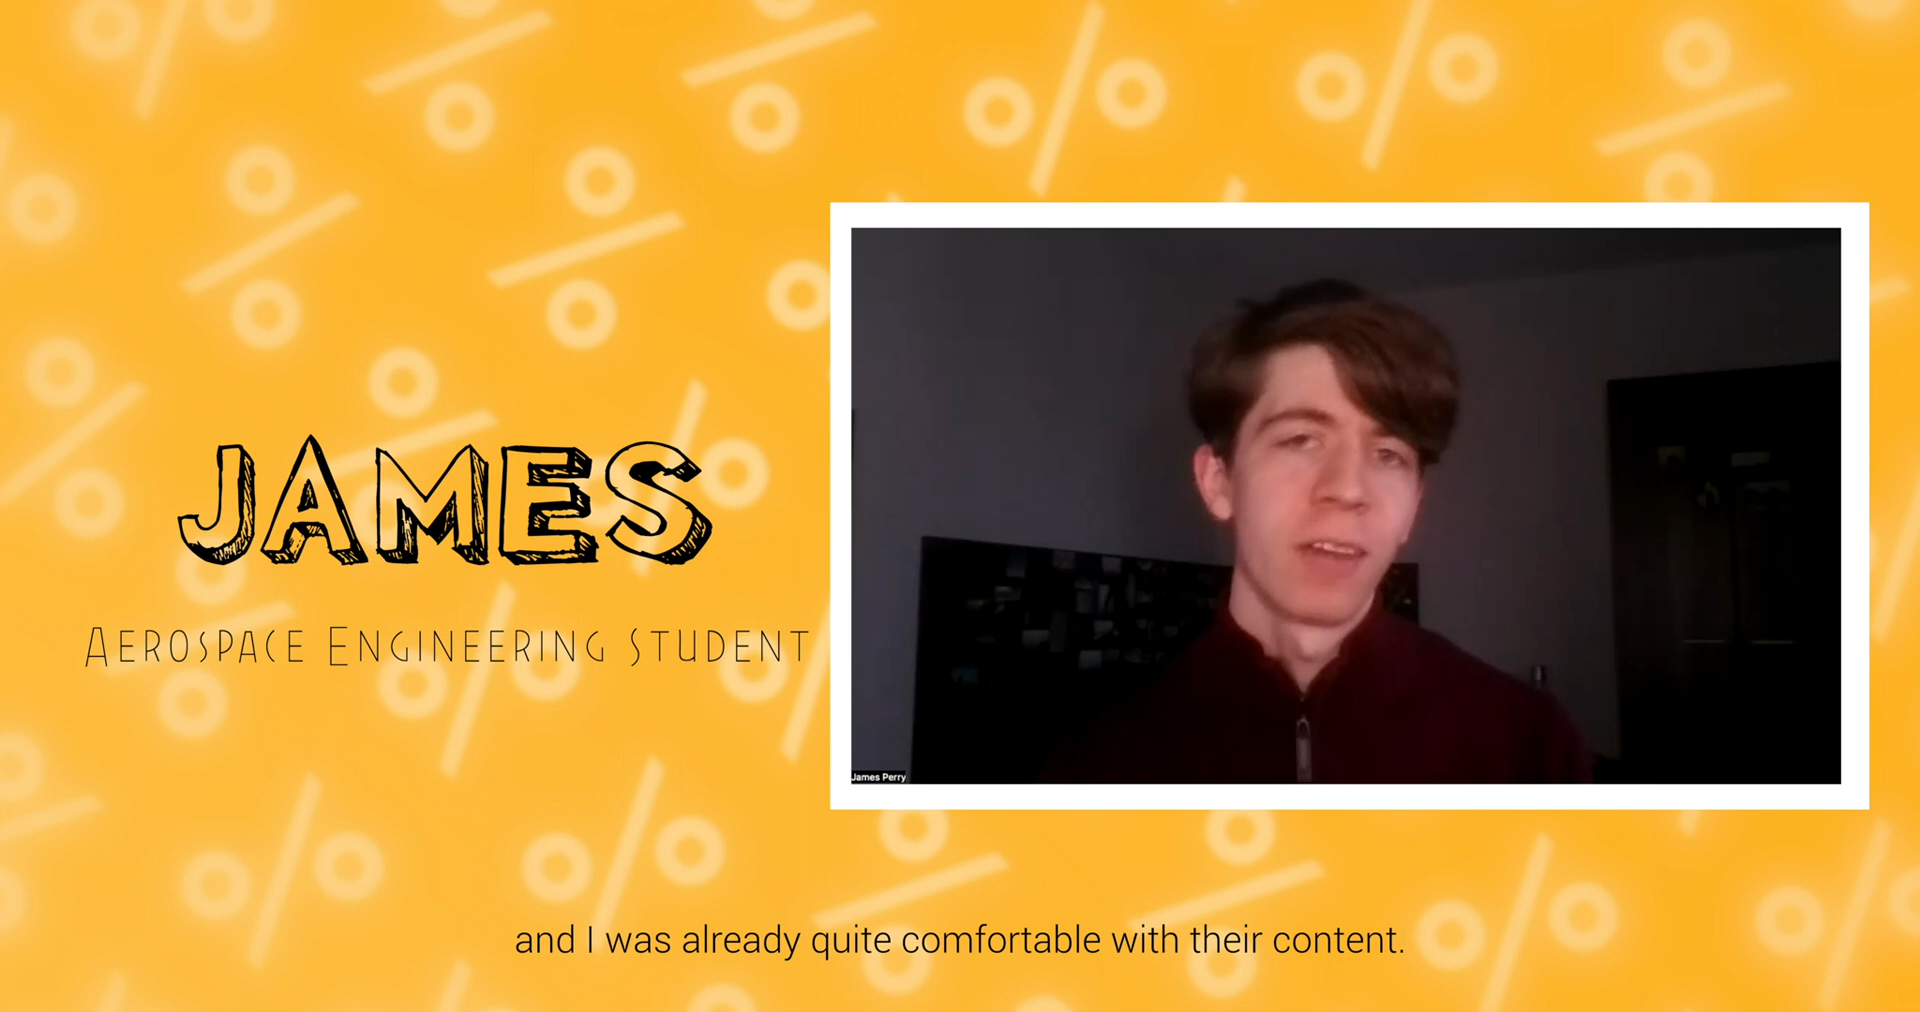 JAMES
AEROSPACE ENGINEERING STUDENT
James Perry
and I was already quite comfortable with their content.